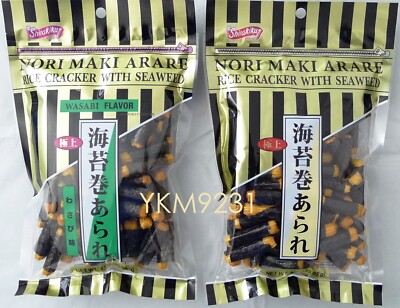 Shirakiku
NORI MAKI ARARE
RICE CRACKER WITH SEAWEED
WASABI FLAVOR
極上
海苔巻あられ
わさび味
Shirakiku
NORI MAKI ARARE
RICE CRACKER WITH SEAWEED
極上
海苔巻あられ
YKM9231